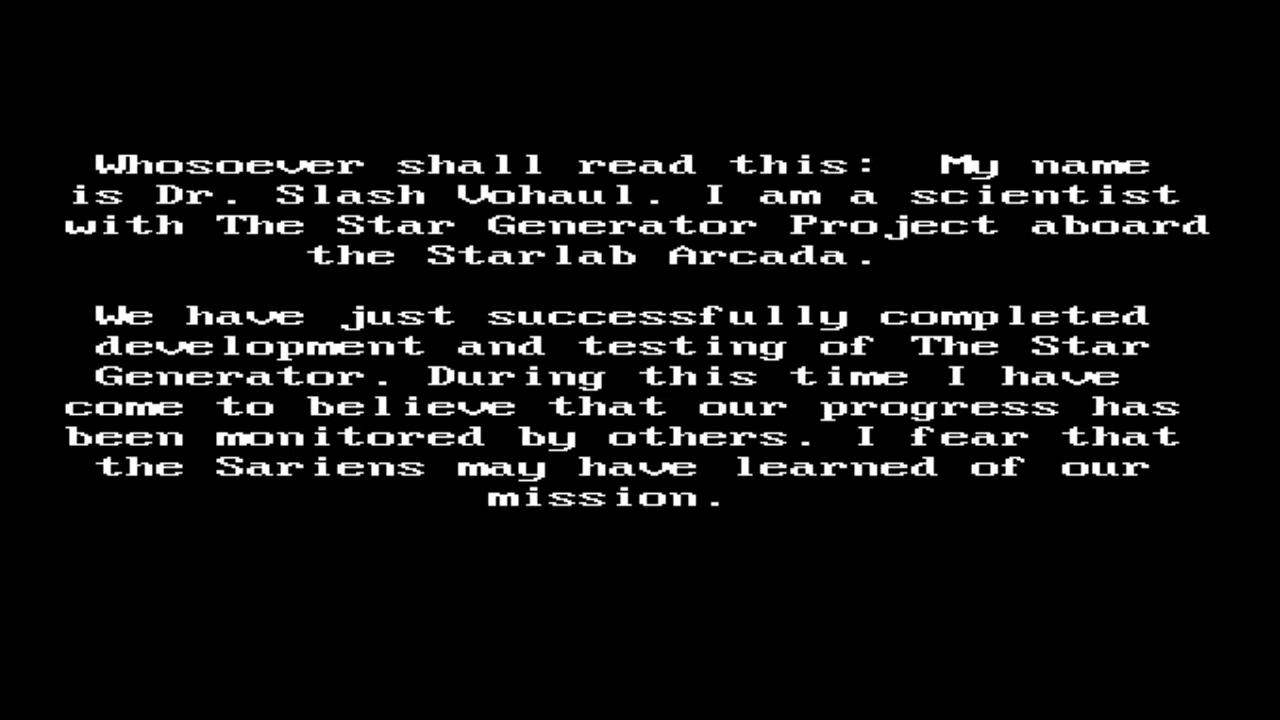 Whosoever shall read this:  My name
is Dr. Slash Vohaul. I am a scientist
with The Star Generator Project aboard
the Starlab Arcada.
We have just successfully completed
development and testing of The Star
Generator. During this time I have
come to believe that our progress has
been monitored by others. I fear that
the Sariens may have learned of our
mission.